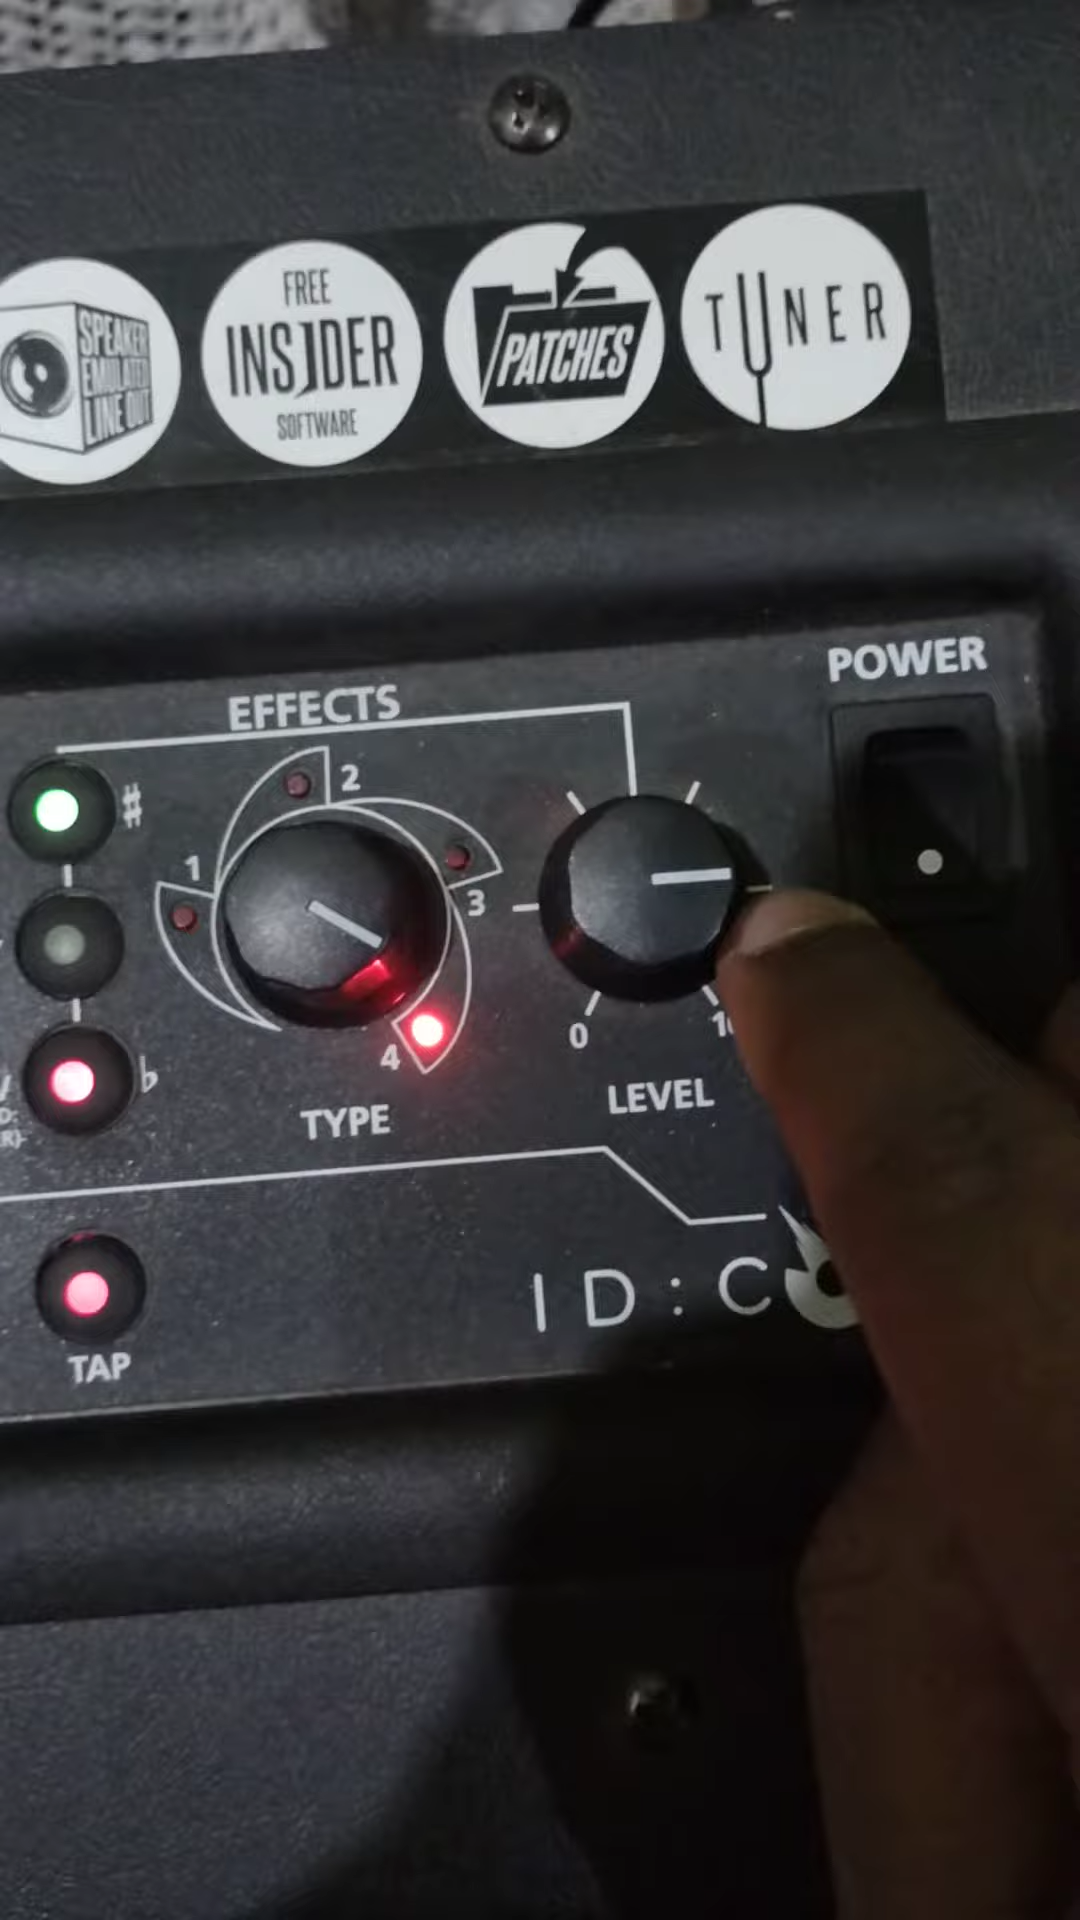 SPEAKER
EMULATED
LINE OUT
FREE
INSIDER
SOFTWARE
PATCHES
TUNER
POWER
EFFECTS
#
2
1
3
4
0
♭
TYPE
LEVEL
TAP
ID:C